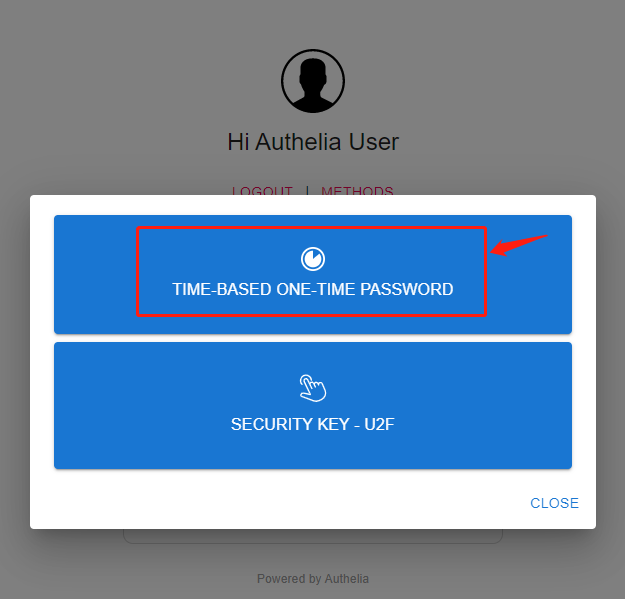 Hi Authelia User
LOGOUT | METHODS
TIME-BASED ONE-TIME PASSWORD
SECURITY KEY - U2F
CLOSE
Powered by Authelia